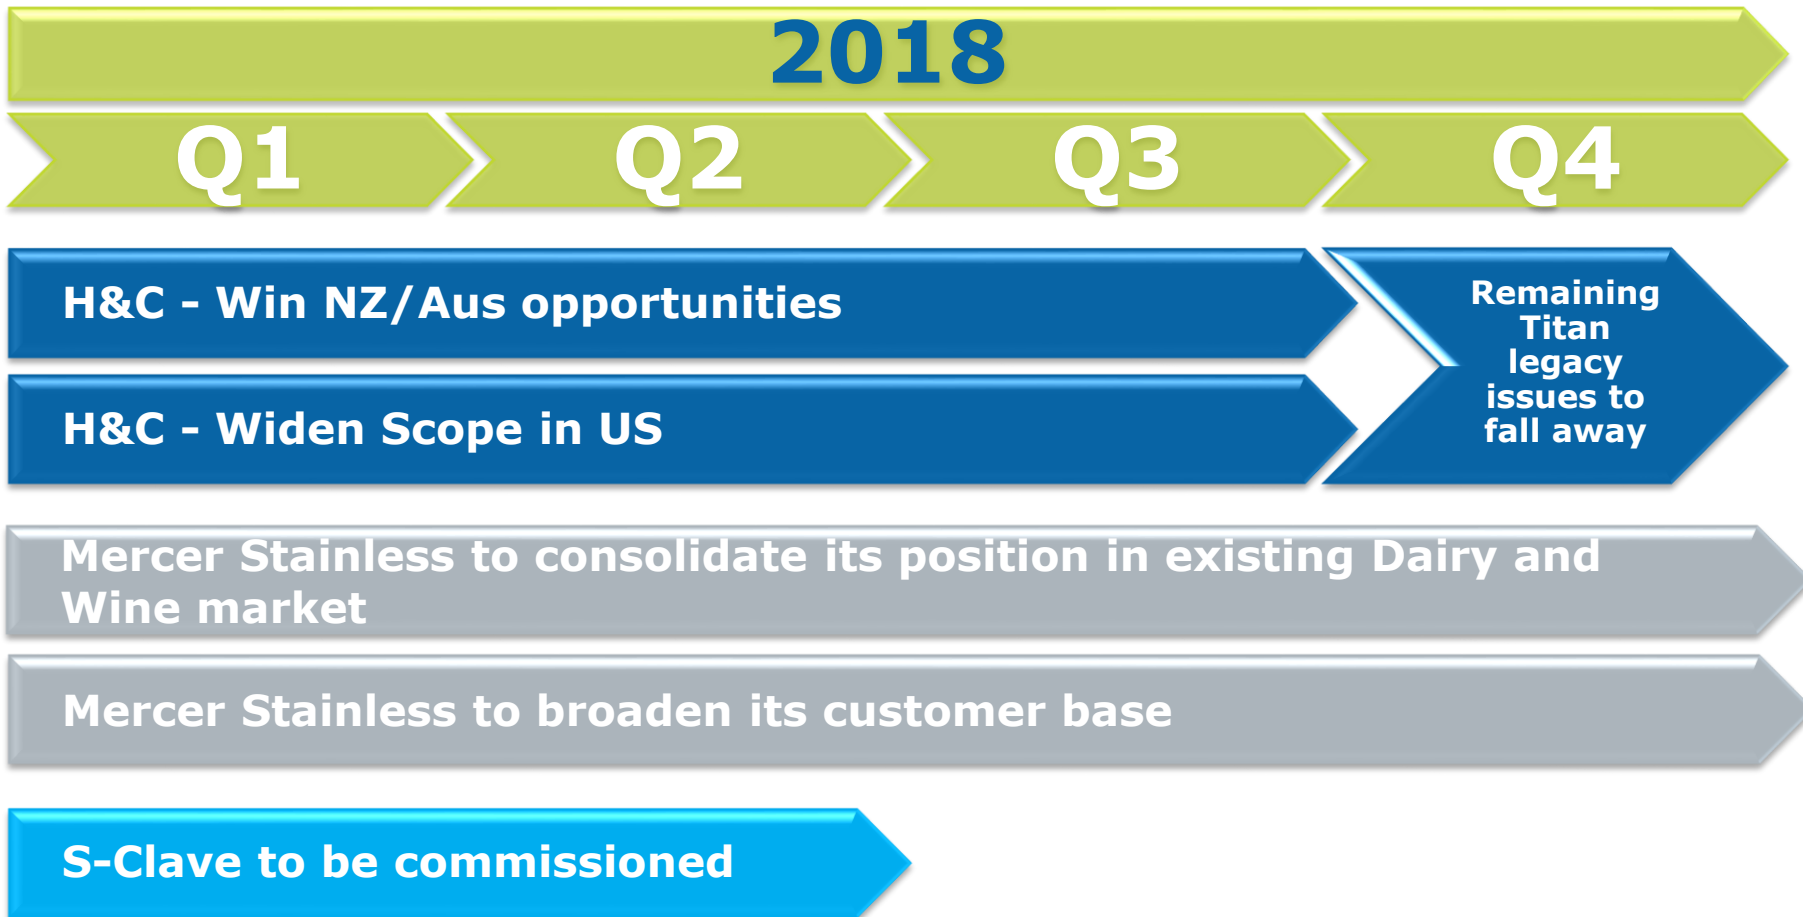 2018
Q1
Q2
Q3
Q4
H&C - Win NZ/Aus opportunities
H&C - Widen Scope in US
Remaining
Titan
legacy
issues to
fall away
Mercer Stainless to consolidate its position in existing Dairy and
Wine market
Mercer Stainless to broaden its customer base
S-Clave to be commissioned